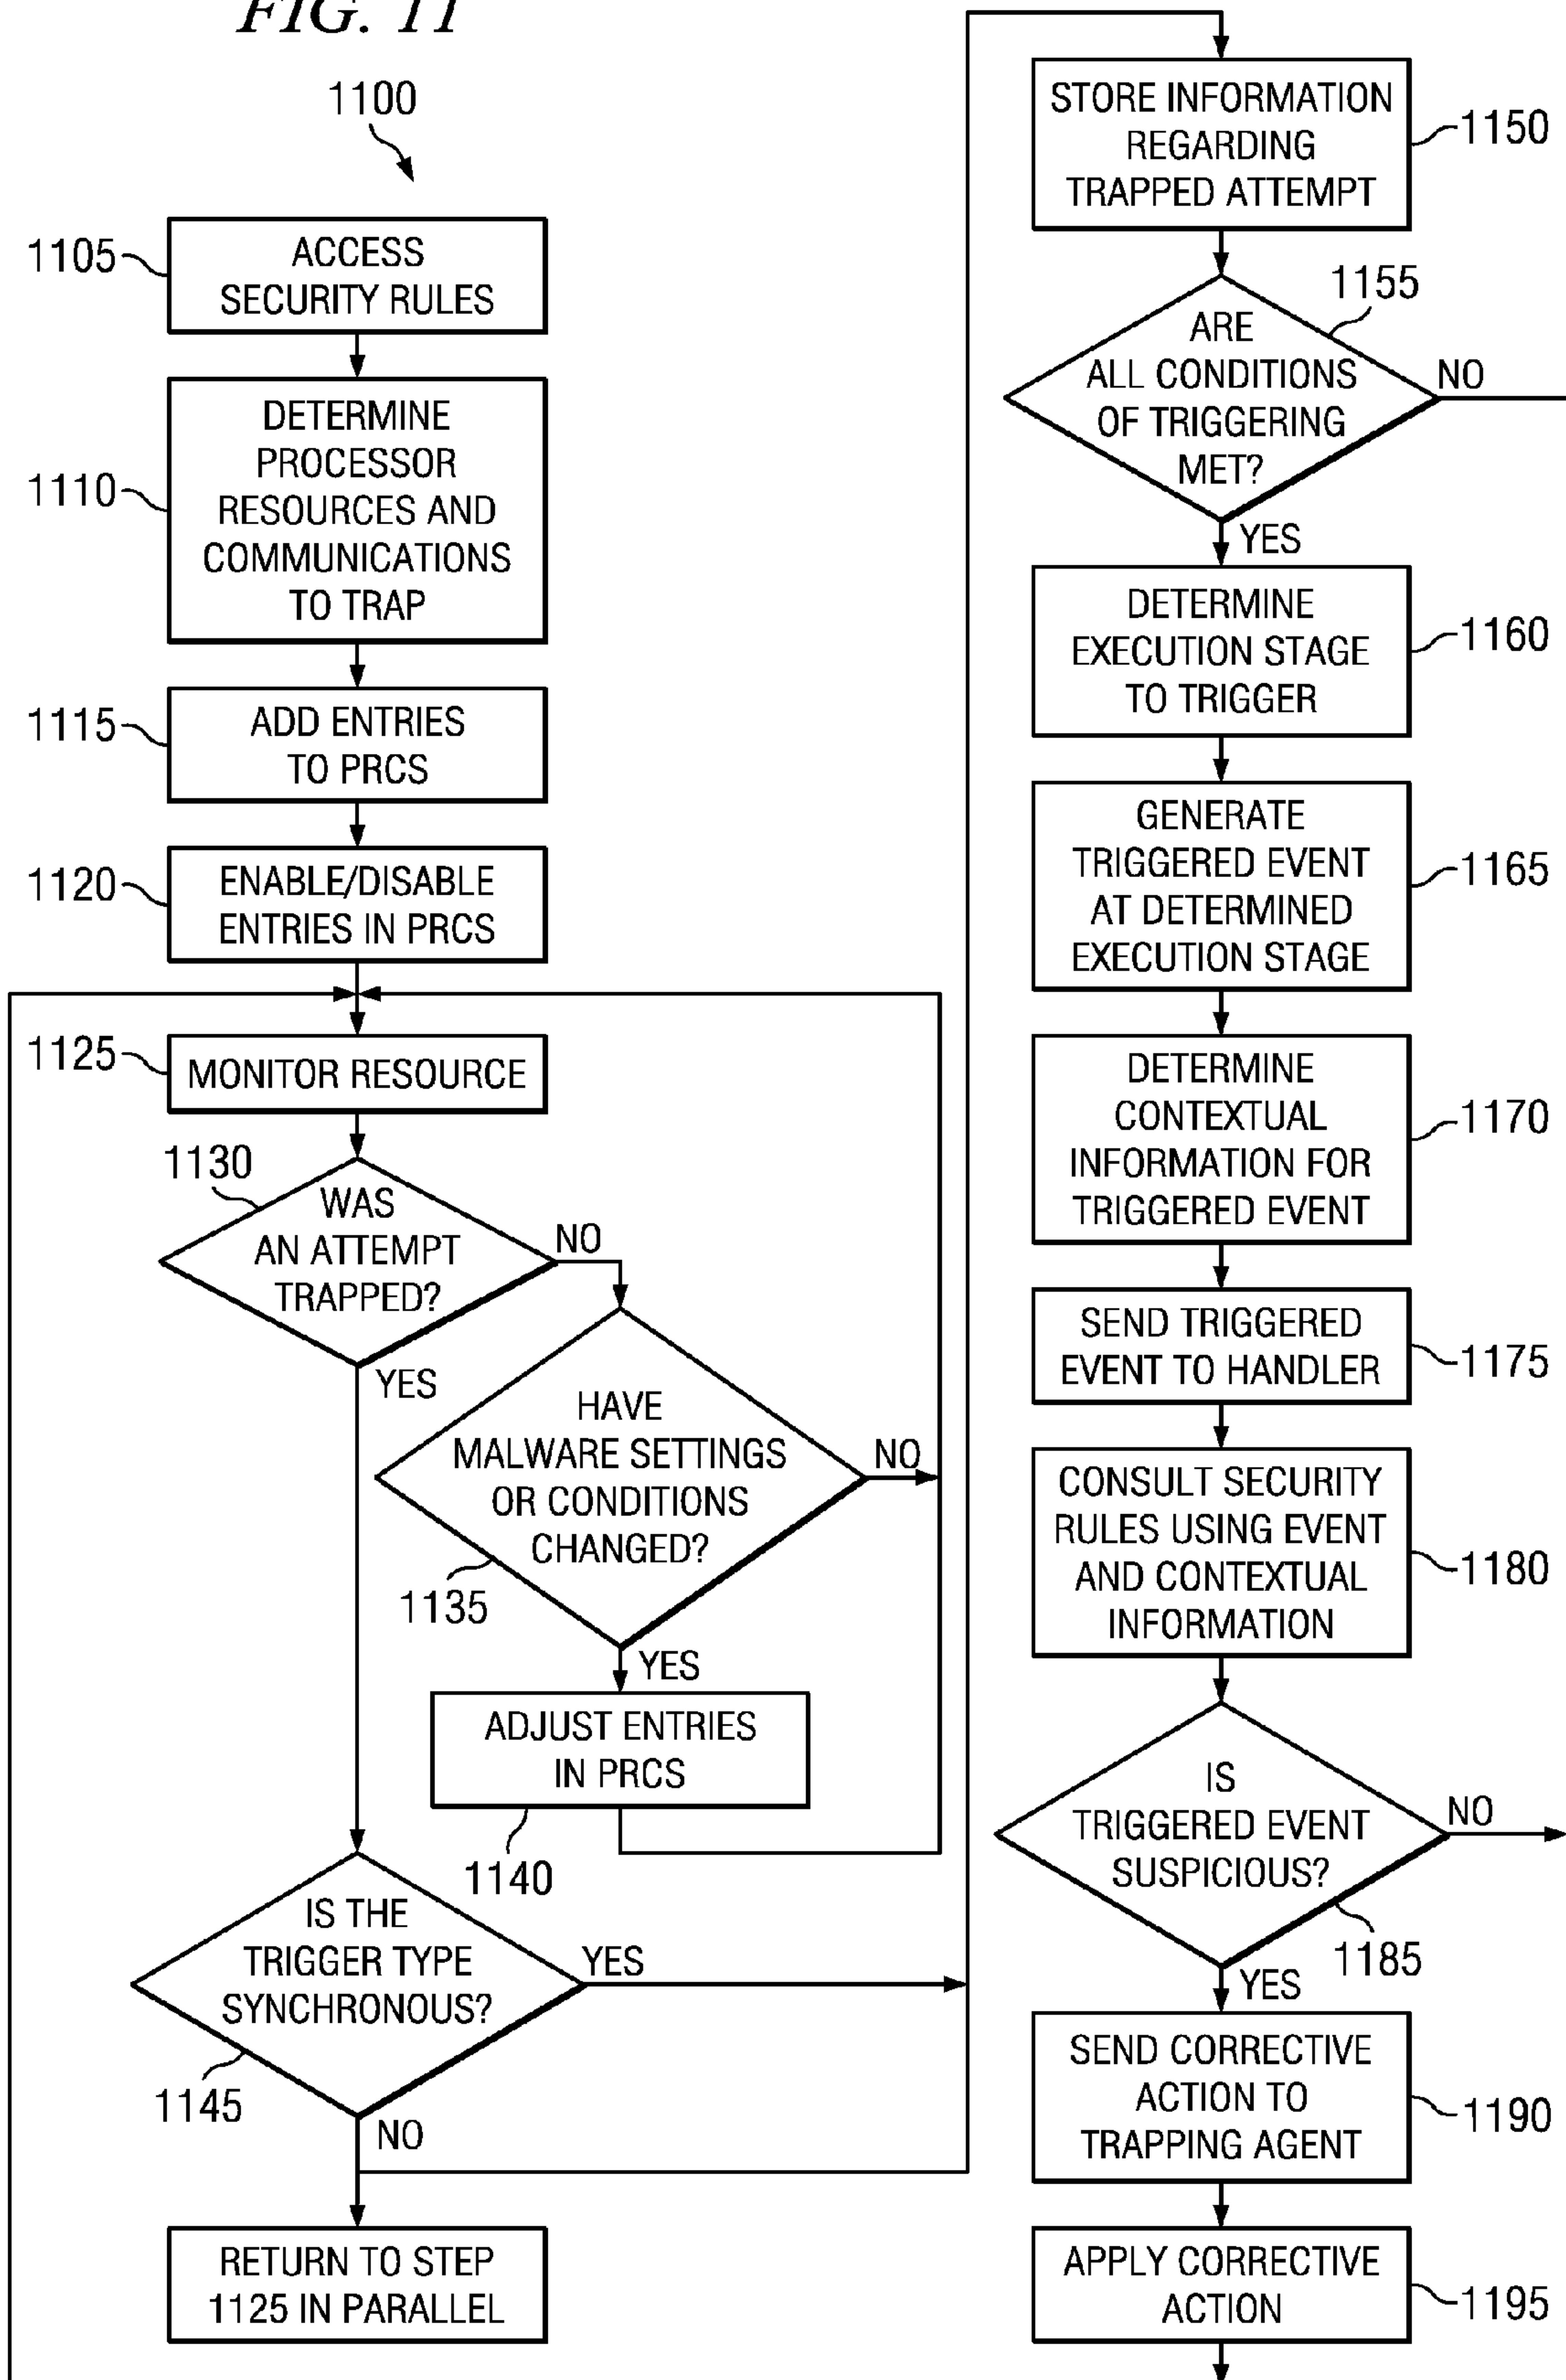 FIG. 11
1100
1105
ACCESS
SECURITY RULES
1110
DETERMINE
PROCESSOR
RESOURCES AND
COMMUNICATIONS
TO TRAP
1115
ADD ENTRIES
TO PRCS
1120
ENABLE/DISABLE
ENTRIES IN PRCS
1125
MONITOR RESOURCE
1130
WAS
AN ATTEMPT
TRAPPED?
NO
YES
HAVE
MALWARE SETTINGS
OR CONDITIONS
CHANGED?
NO
1135
YES
ADJUST ENTRIES
IN PRCS
1140
IS THE
TRIGGER TYPE
SYNCHRONOUS?
YES
1145
NO
RETURN TO STEP
1125 IN PARALLEL
STORE INFORMATION
REGARDING
TRAPPED ATTEMPT
1150
1155
ARE
ALL CONDITIONS
OF TRIGGERING
MET?
NO
YES
DETERMINE
EXECUTION STAGE
TO TRIGGER
1160
GENERATE
TRIGGERED EVENT
AT DETERMINED
EXECUTION STAGE
1165
DETERMINE
CONTEXTUAL
INFORMATION FOR
TRIGGERED EVENT
1170
SEND TRIGGERED
EVENT TO HANDLER
1175
CONSULT SECURITY
RULES USING EVENT
AND CONTEXTUAL
INFORMATION
1180
IS
TRIGGERED EVENT
SUSPICIOUS?
NO
1185
YES
SEND CORRECTIVE
ACTION TO
TRAPPING AGENT
1190
APPLY CORRECTIVE
ACTION
1195